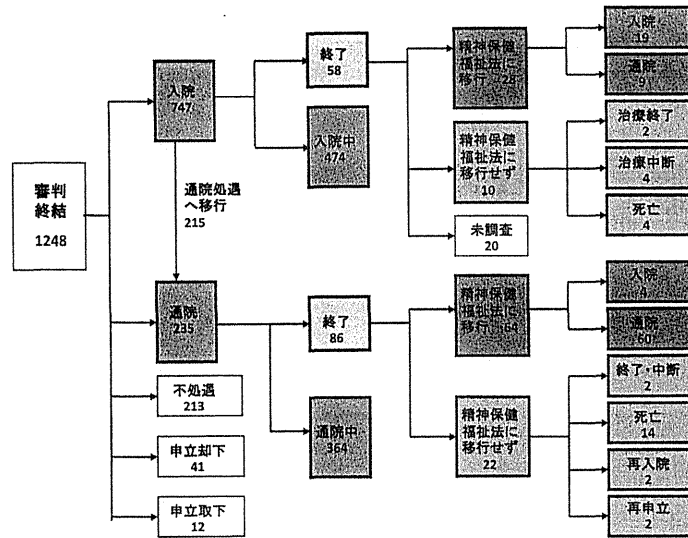 審判
終結
1248
入院
747
通院処遇
へ移行
215
通院
235
不処遇
213
申立却下
41
申立取下
12
終了
58
入院中
474
終了
86
通院中
364
精神保健
福祉法に
移行 28
精神保健
福祉法に
移行せず
10
未調査
20
精神保健
福祉法に
移行 64
精神保健
福祉法に
移行せず
22
入院
19
通院
9
治療終了
2
治療中断
4
死亡
4
入院
4
通院
60
終了・中断
2
死亡
14
再入院
2
再申立
2